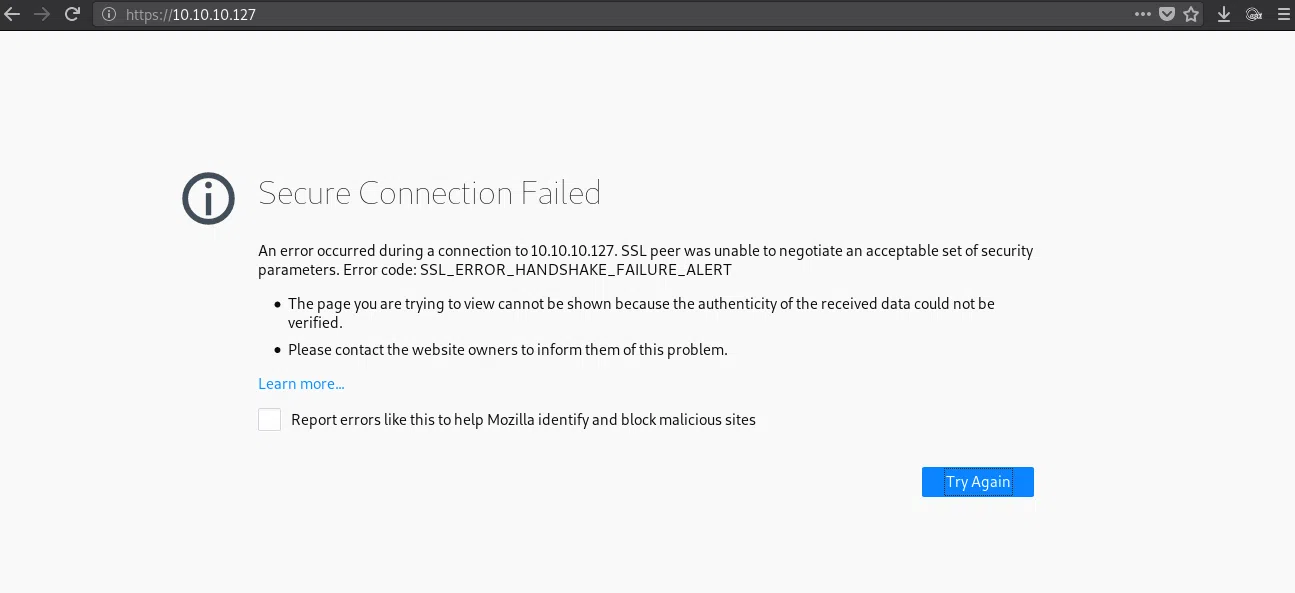 https://10.10.10.127
Secure Connection Failed
An error occurred during a connection to 10.10.10.127. SSL peer was unable to negotiate an acceptable set of security
parameters. Error code: SSL_ERROR_HANDSHAKE_FAILURE_ALERT
• The page you are trying to view cannot be shown because the authenticity of the received data could not be
verified.
• Please contact the website owners to inform them of this problem.
Learn more...
Report errors like this to help Mozilla identify and block malicious sites
Try Again